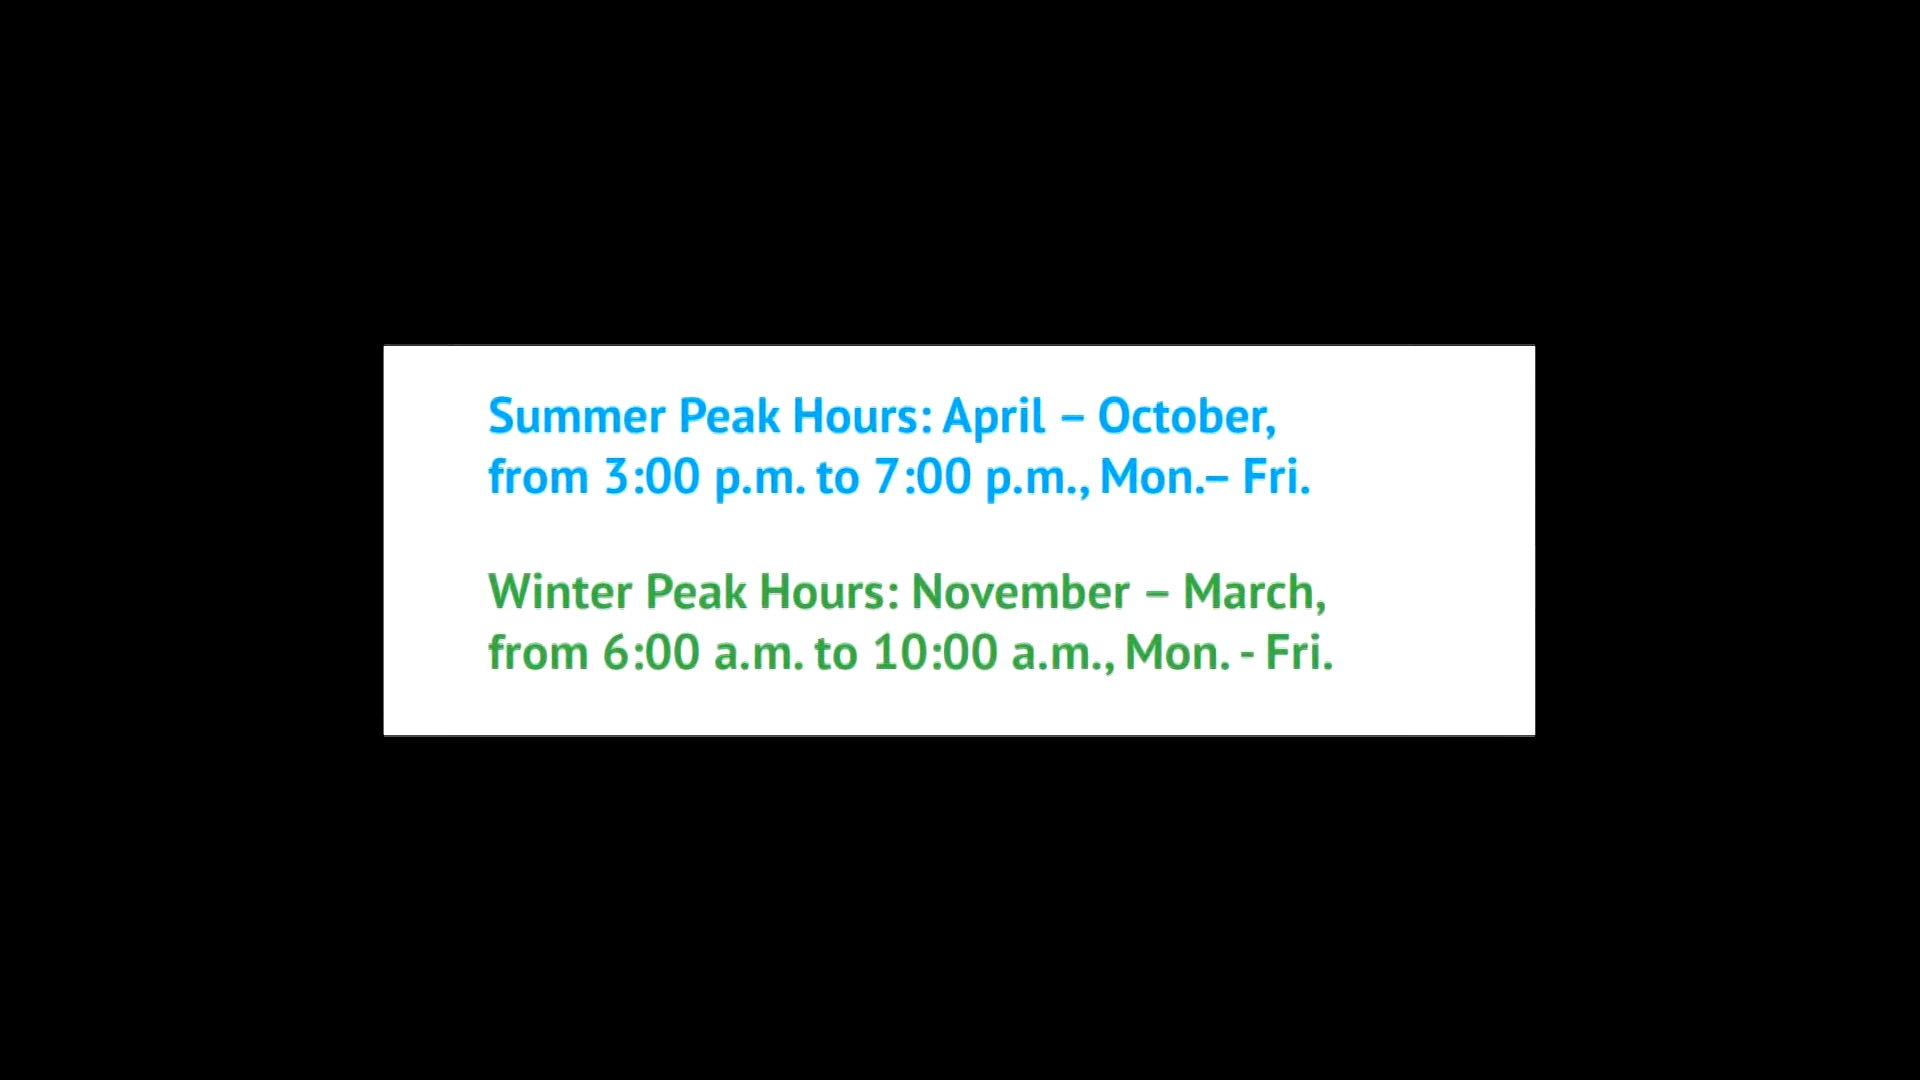 Summer Peak Hours: April – October,
from 3:00 p.m. to 7:00 p.m., Mon.– Fri.
Winter Peak Hours: November – March,
from 6:00 a.m. to 10:00 a.m., Mon. - Fri.